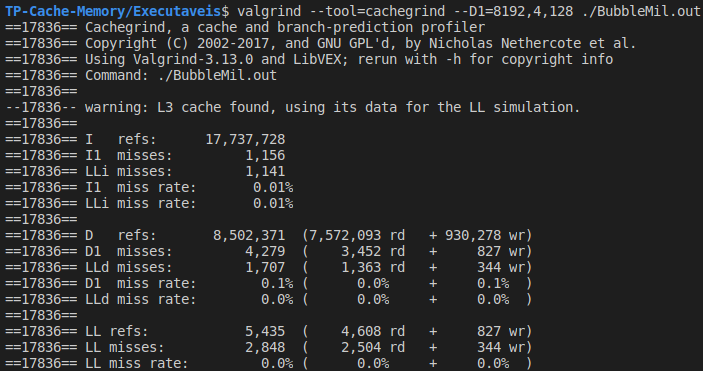 TP-Cache-Memory/Executaveis$ valgrind --tool=cachegrind --D1=8192,4,128 ./BubbleMil.out
==17836== Cachegrind, a cache and branch-prediction profiler
==17836== Copyright (C) 2002-2017, and GNU GPL'd, by Nicholas Nethercote et al.
==17836== Using Valgrind-3.13.0 and LibVEX; rerun with -h for copyright info
==17836== Command: ./BubbleMil.out
==17836==
--17836-- warning: L3 cache found, using its data for the LL simulation.
==17836==
==17836== I   refs:      17,737,728
==17836== I1  misses:         1,156
==17836== LLi misses:         1,141
==17836== I1  miss rate:       0.01%
==17836== LLi miss rate:       0.01%
==17836==
==17836== D   refs:       8,502,371  (7,572,093 rd   + 930,278 wr)
==17836== D1  misses:         4,279  (    3,452 rd   +     827 wr)
==17836== LLd misses:         1,707  (    1,363 rd   +     344 wr)
==17836== D1  miss rate:        0.1% (      0.0%     +     0.1%  )
==17836== LLd miss rate:        0.0% (      0.0%     +     0.0%  )
==17836==
==17836== LL refs:            5,435  (    4,608 rd   +     827 wr)
==17836== LL misses:          2,848  (    2,504 rd   +     344 wr)
==17836== LL miss rate:         0.0% (      0.0%     +     0.0%  )